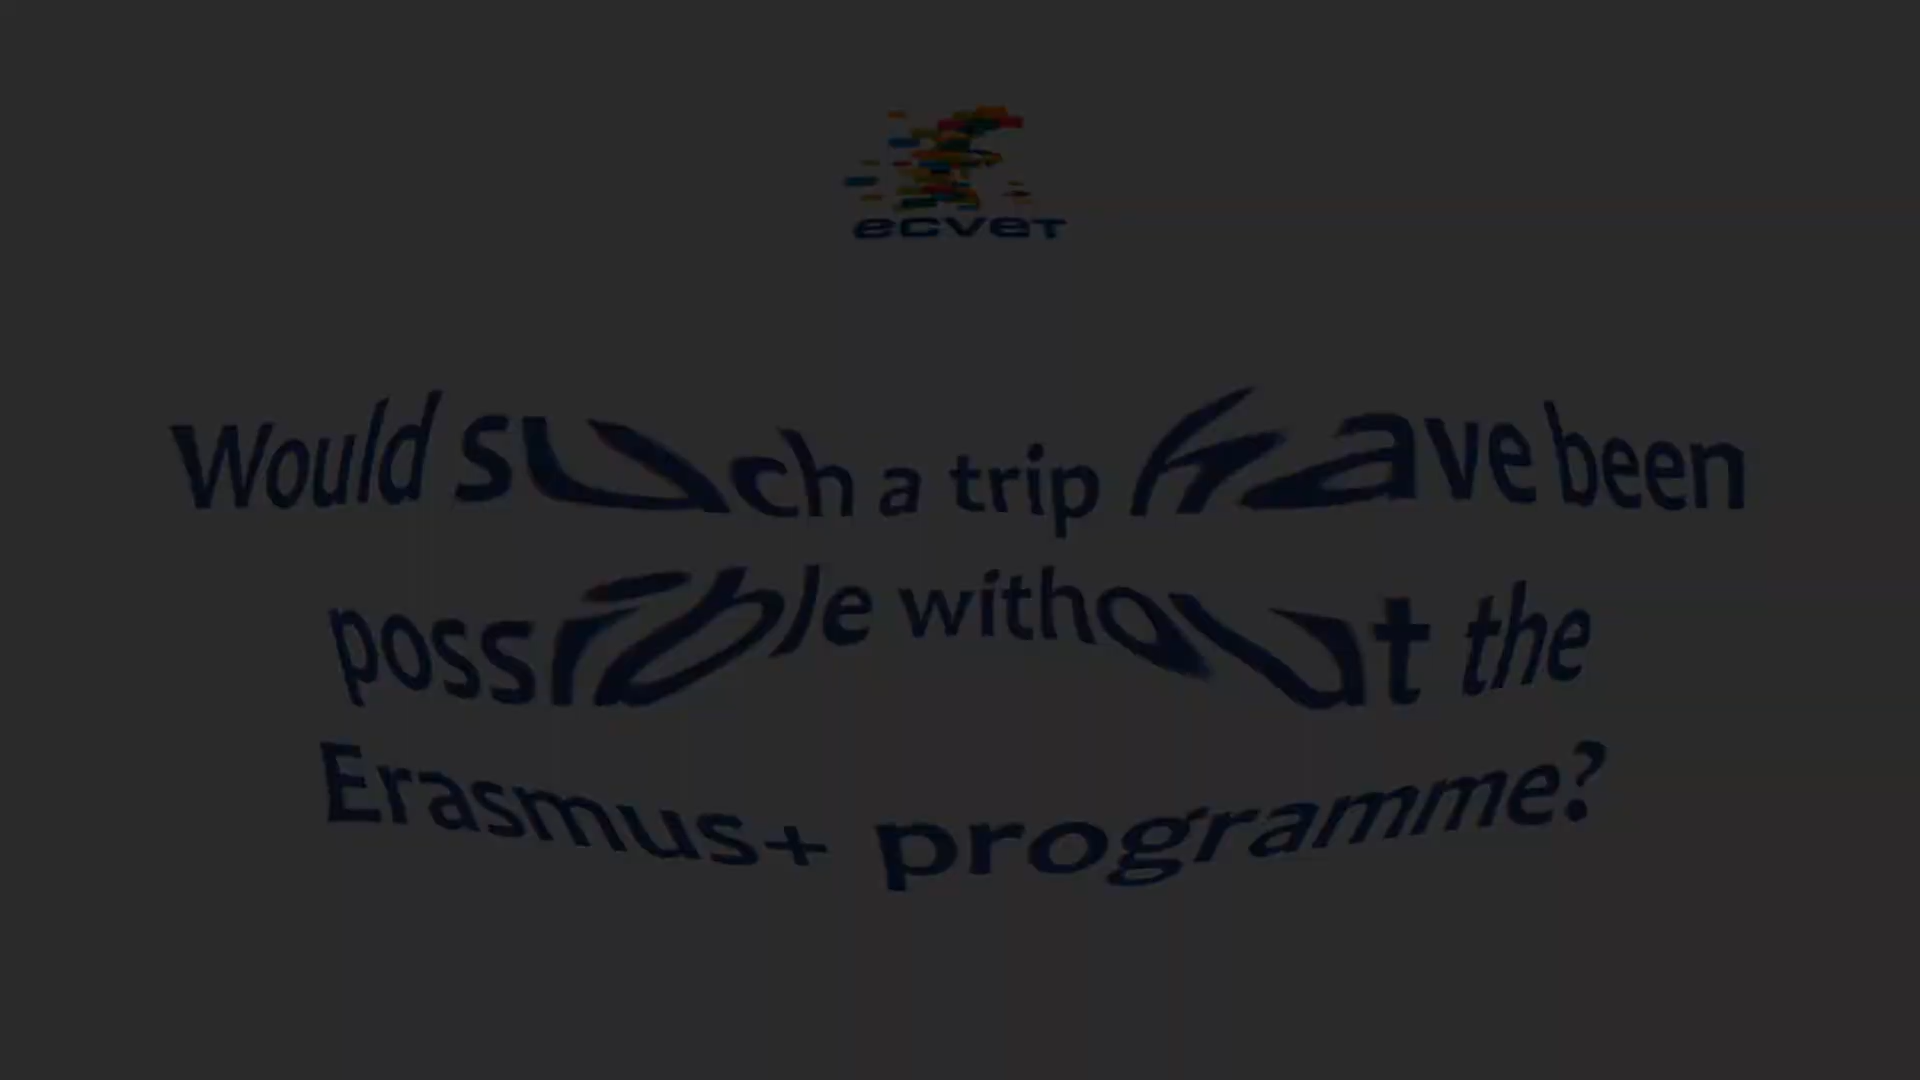 ecvet
Would such a trip have been
possible without the
Erasmus+ programme?